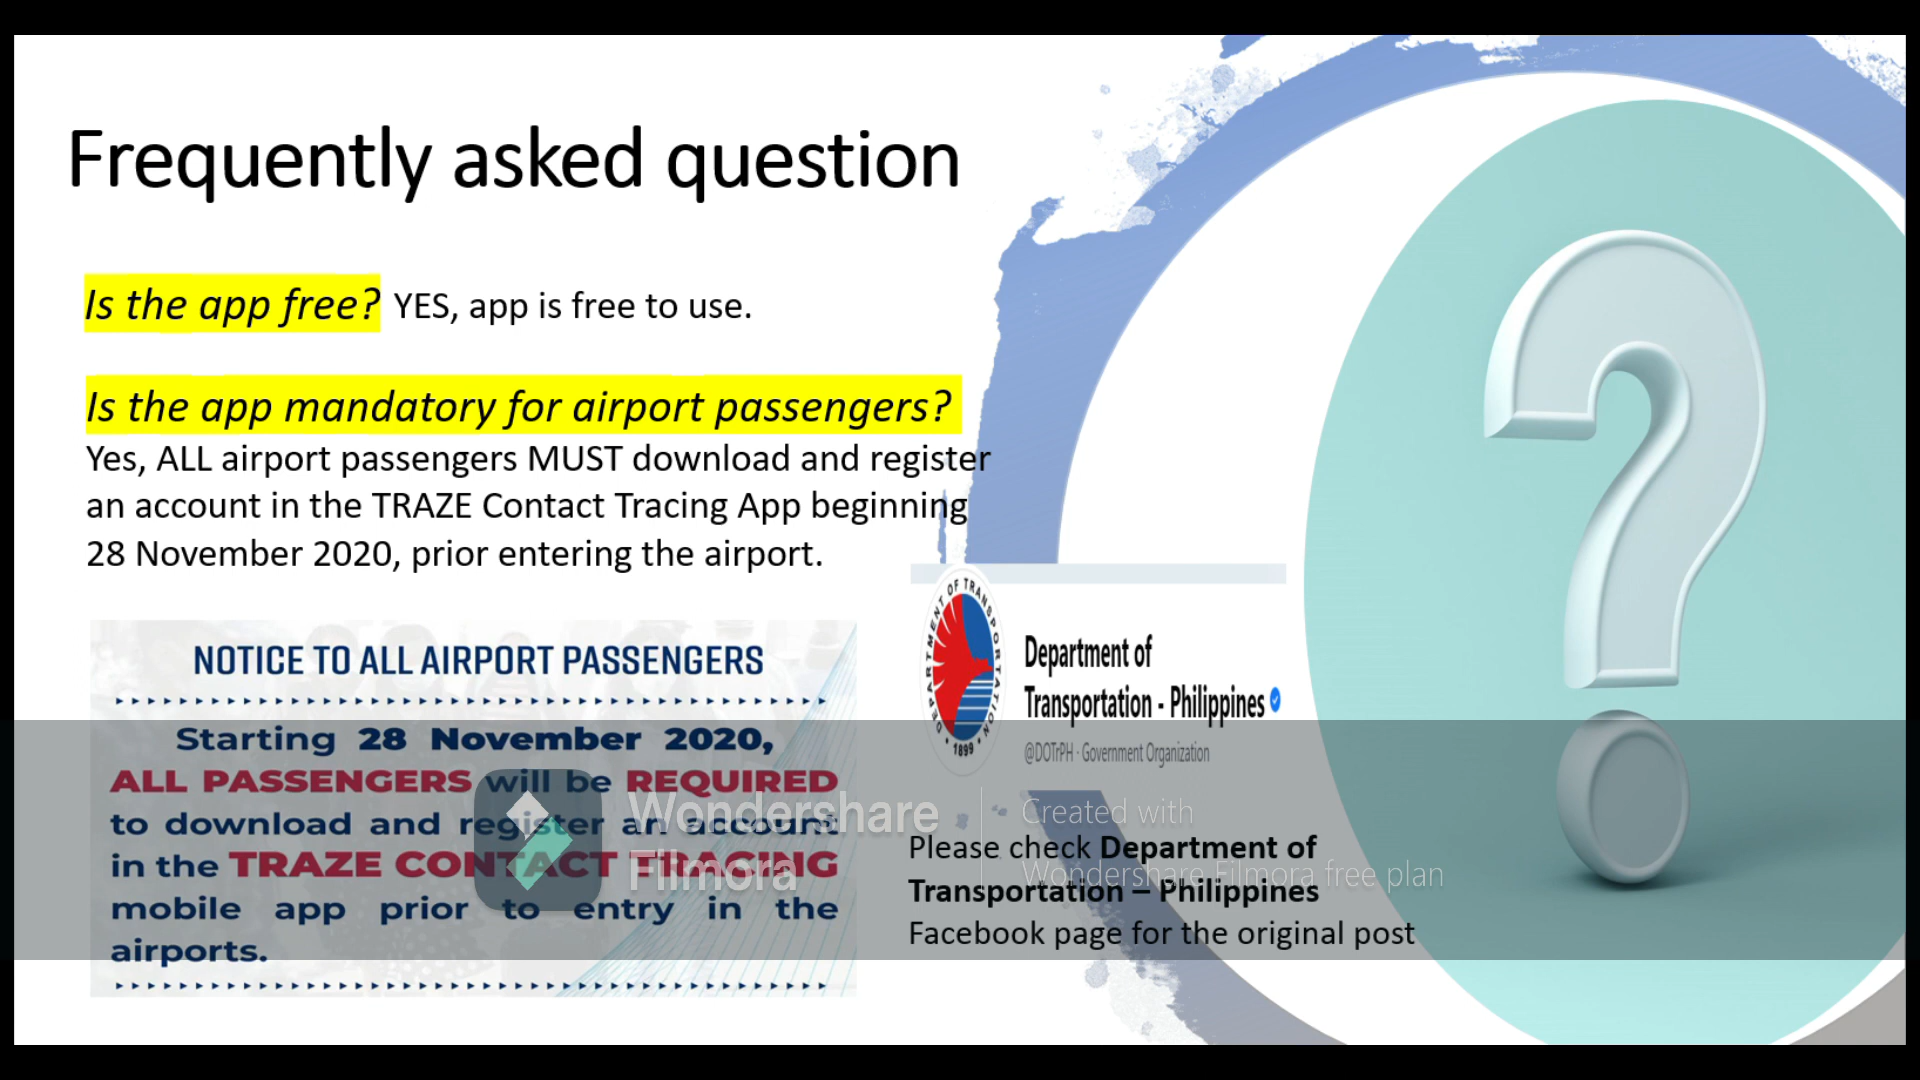 Frequently asked question
Is the app free? YES, app is free to use.
Is the app mandatory for airport passengers?
Yes, ALL airport passengers MUST download and register
an account in the TRAZE Contact Tracing App beginning
28 November 2020, prior entering the airport.
NOTICE TO ALL AIRPORT PASSENGERS
Starting 28 November 2020,
ALL PASSENGERS will be REQUIRED
to download and register an account
in the TRAZE CONTACT TRACING
mobile app prior to entry in the
airports.
DEPARTMENT OF TRANSPORTATION
• 1899 •
Department of
Transportation - Philippines
@DOTrPH · Government Organization
Please check Department of
Transportation – Philippines
Facebook page for the original post
Wondershare
Filmora
Created with
Wondershare Filmora free plan